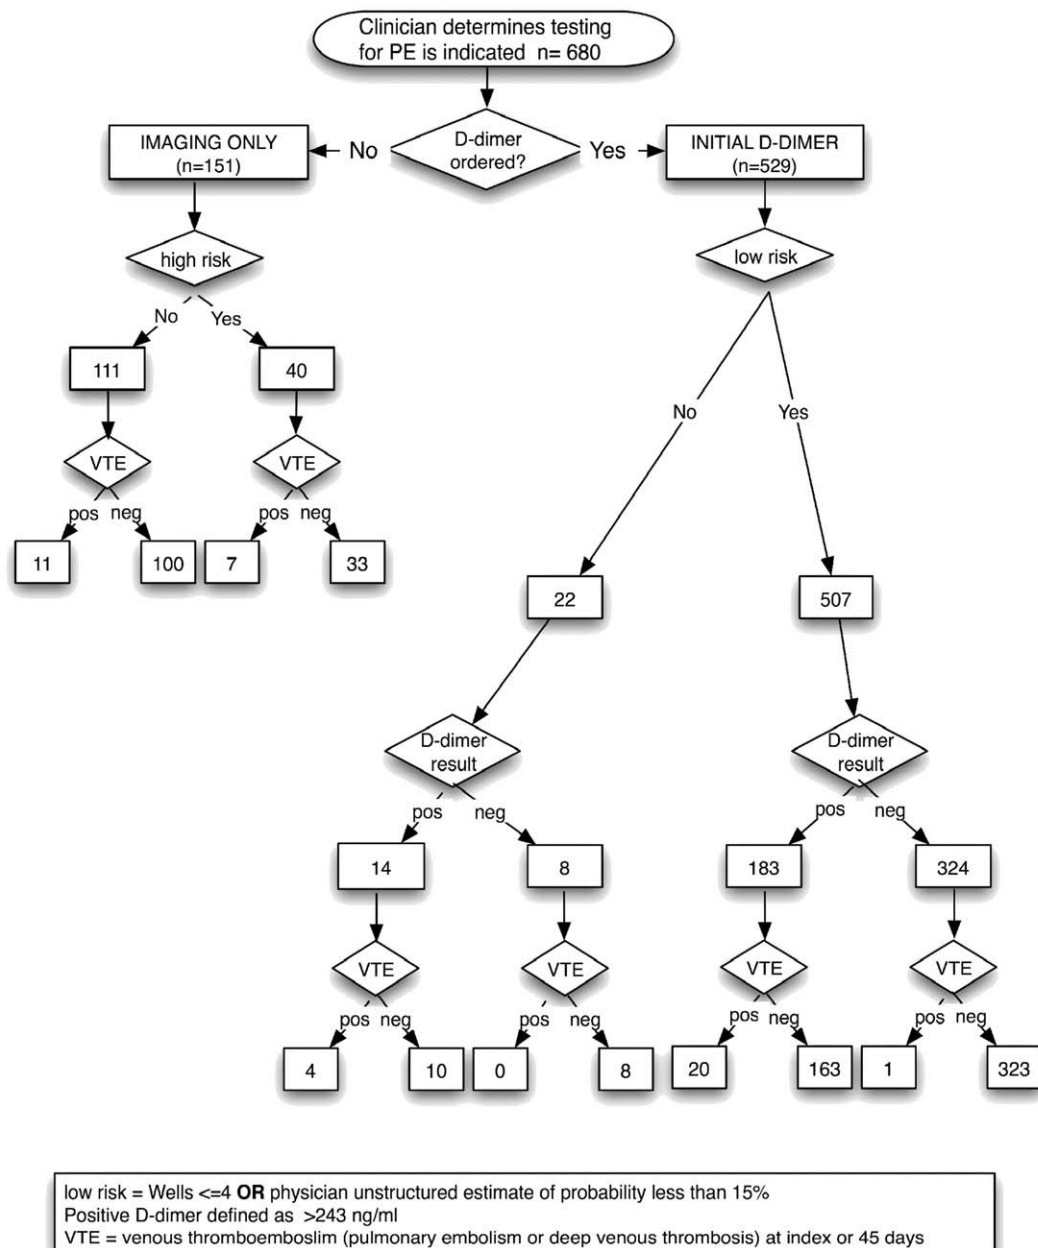 Clinician determines testing
for PE is indicated n= 680
D-dimer
ordered?
No
Yes
IMAGING ONLY
(n=151)
INITIAL D-DIMER
(n=529)
high risk
low risk
No
Yes
111
40
No
Yes
VTE
VTE
pos
neg
pos
neg
11
100
7
33
22
507
D-dimer
result
D-dimer
result
pos
neg
pos
neg
14
8
183
324
VTE
VTE
VTE
VTE
pos
neg
pos
neg
pos
neg
pos
neg
4
10
0
8
20
163
1
323
low risk = Wells <=4 OR physician unstructured estimate of probability less than 15%
Positive D-dimer defined as >243 ng/ml
VTE = venous thromboemboslim (pulmonary embolism or deep venous thrombosis) at index or 45 days